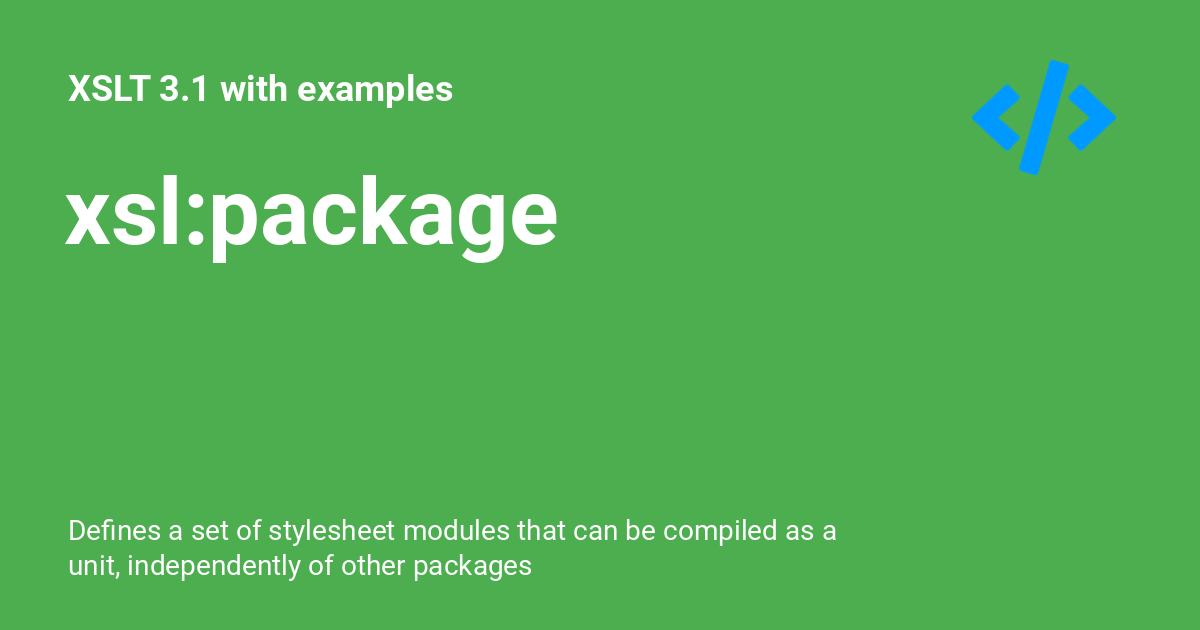 XSLT 3.1 with examples
xsl:package
Defines a set of stylesheet modules that can be compiled as a
unit, independently of other packages